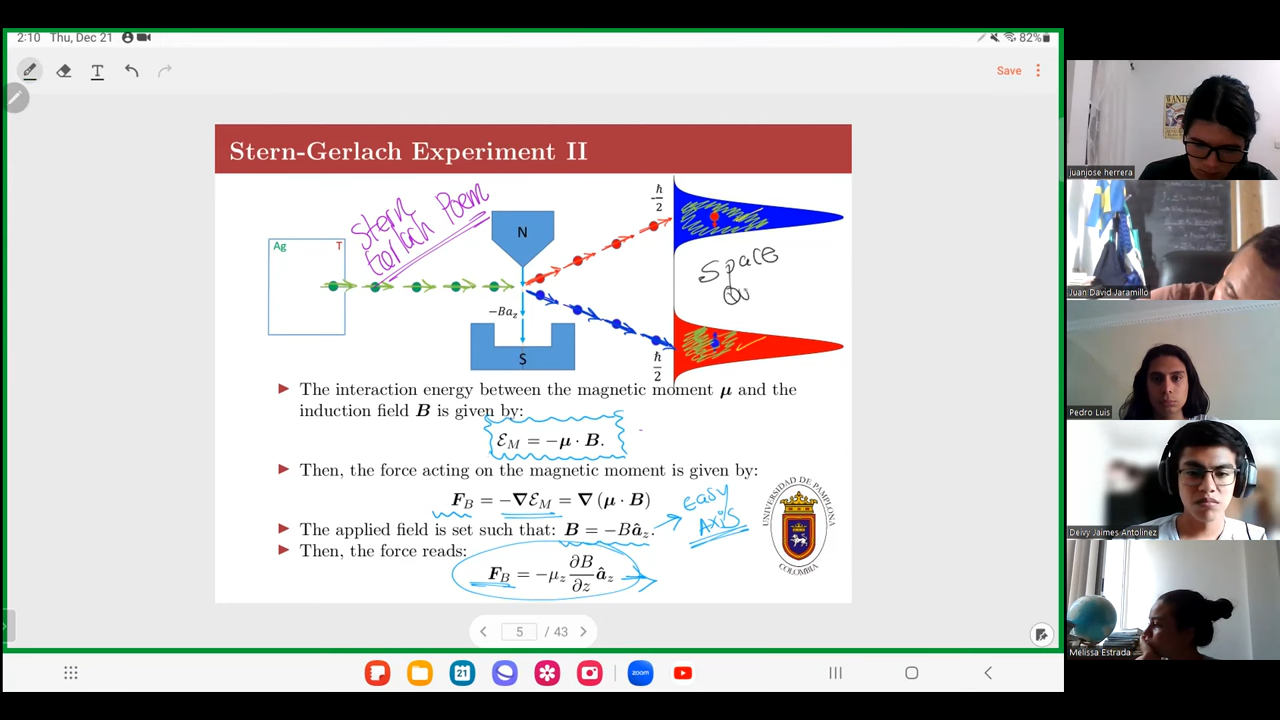 2:10 Thu, Dec 21
82%
T
Save
Stern-Gerlach Experiment II
Ag
T
Stern
Gerlach Poem
N
−Ba_z
S
−ħ/2
ħ/2
Space
▶ The interaction energy between the magnetic moment μ and the
induction field B is given by:
ℰ_M = −μ · B.
▶ Then, the force acting on the magnetic moment is given by:
F_B = −∇ℰ_M = ∇ (μ · B)
▶ The applied field is set such that: B = −Bâ_z.
easy
AXiS
▶ Then, the force reads:
F_B = −μ_z ∂B/∂z â_z
UNIVERSIDAD DE PAMPLONA
COLOMBIA
5 / 43
21
zoom
juanjose herrera
Juan David Jaramillo
Pedro Luis
Deivy Jaimes Antolinez
Melissa Estrada